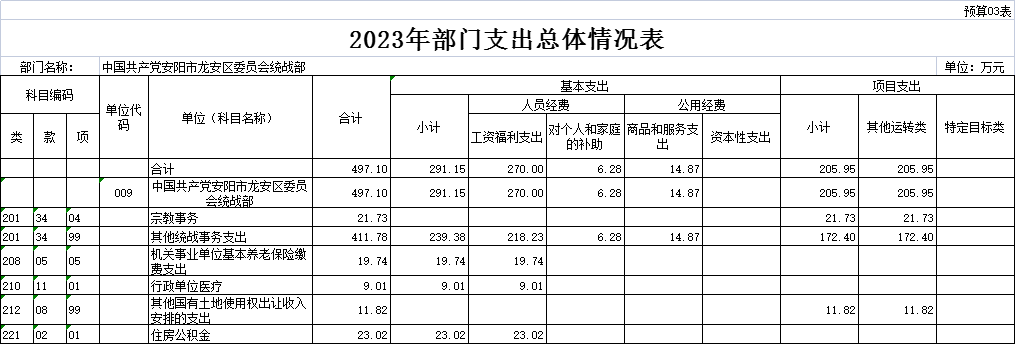 预算03表
2023年部门支出总体情况表
部门名称: 中国共产党安阳市龙安区委员会统战部 单位：万元
科目编码 单位代码 单位（科目名称） 合计 基本支出 项目支出
小计 人员经费 公用经费 小计 其他运转类 特定目标类
类 款 项 工资福利支出 对个人和家庭的补助 商品和服务支出 资本性支出
合计 497.10 291.15 270.00 6.28 14.87 205.95 205.95
009 中国共产党安阳市龙安区委员会统战部 497.10 291.15 270.00 6.28 14.87 205.95 205.95
201 34 04 宗教事务 21.73 21.73 21.73
201 34 99 其他统战事务支出 411.78 239.38 218.23 6.28 14.87 172.40 172.40
208 05 05 机关事业单位基本养老保险缴费支出 19.74 19.74 19.74
210 11 01 行政单位医疗 9.01 9.01 9.01
212 08 99 其他国有土地使用权出让收入安排的支出 11.82 11.82 11.82
221 02 01 住房公积金 23.02 23.02 23.02